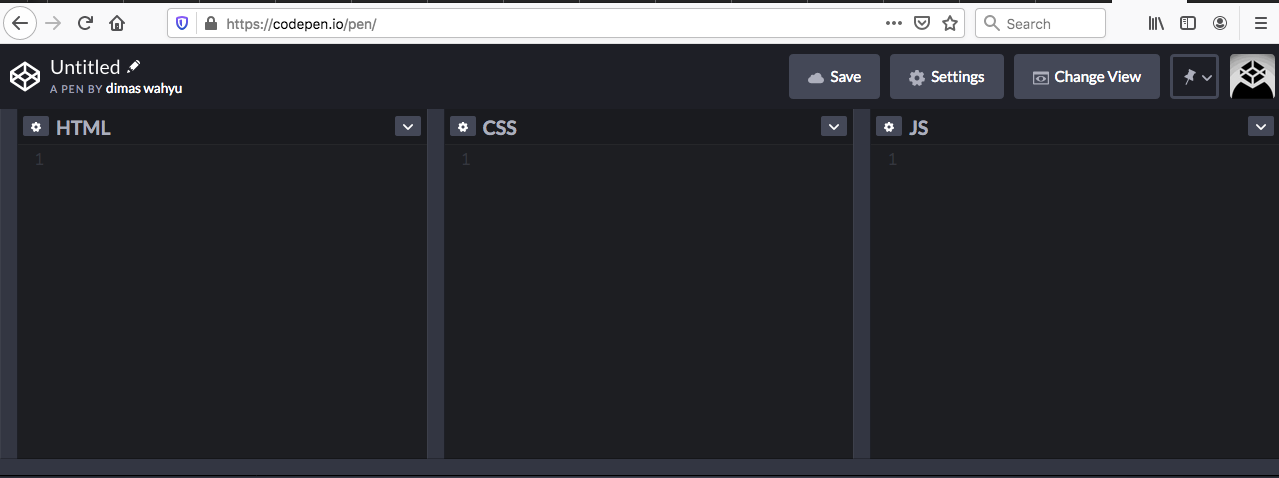 https://codepen.io/pen/
Search
Untitled
A PEN BY dimas wahyu
Save
Settings
Change View
HTML
CSS
JS
1
1
1